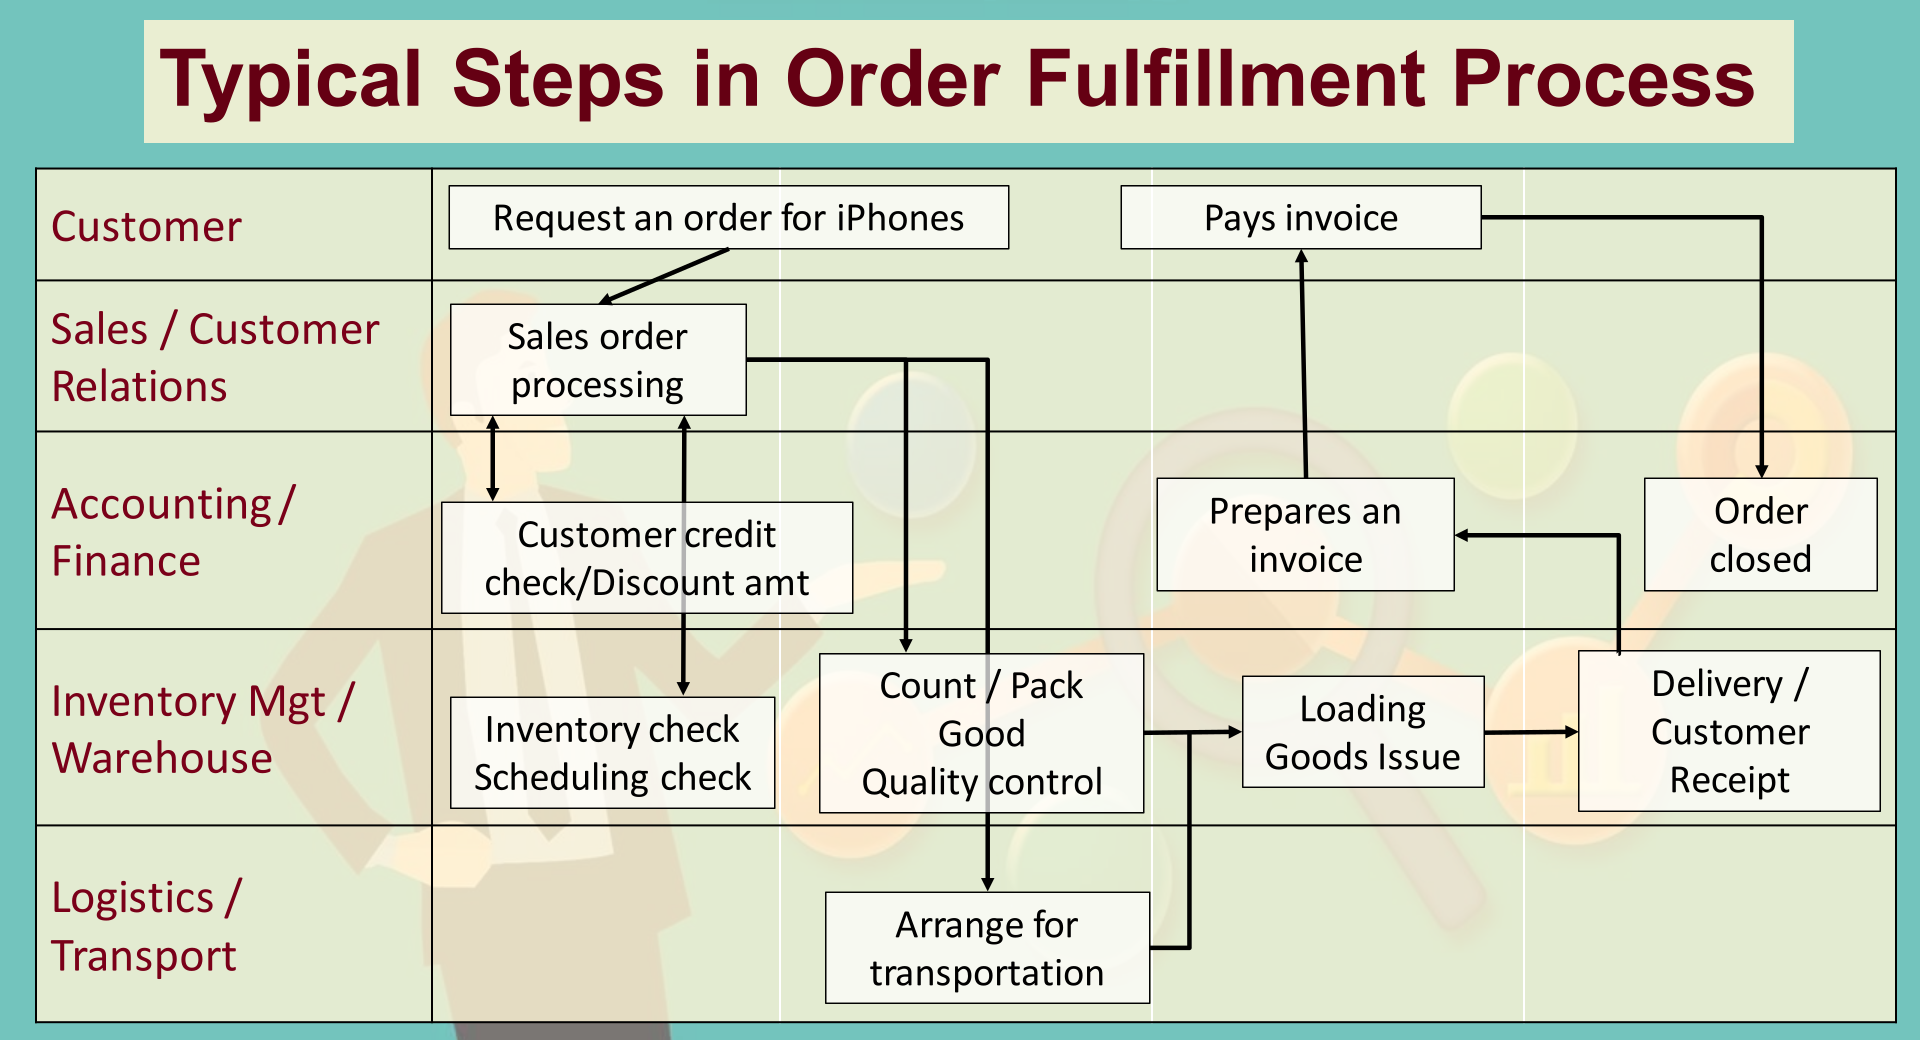 Typical Steps in Order Fulfillment Process
Customer
Request an order for iPhones
Pays invoice
Sales / Customer
Relations
Sales order
processing
Accounting /
Finance
Customer credit
check/Discount amt
Prepares an
invoice
Order
closed
Inventory Mgt /
Warehouse
Inventory check
Scheduling check
Count / Pack
Good
Quality control
Loading
Goods Issue
Delivery /
Customer
Receipt
Logistics /
Transport
Arrange for
transportation